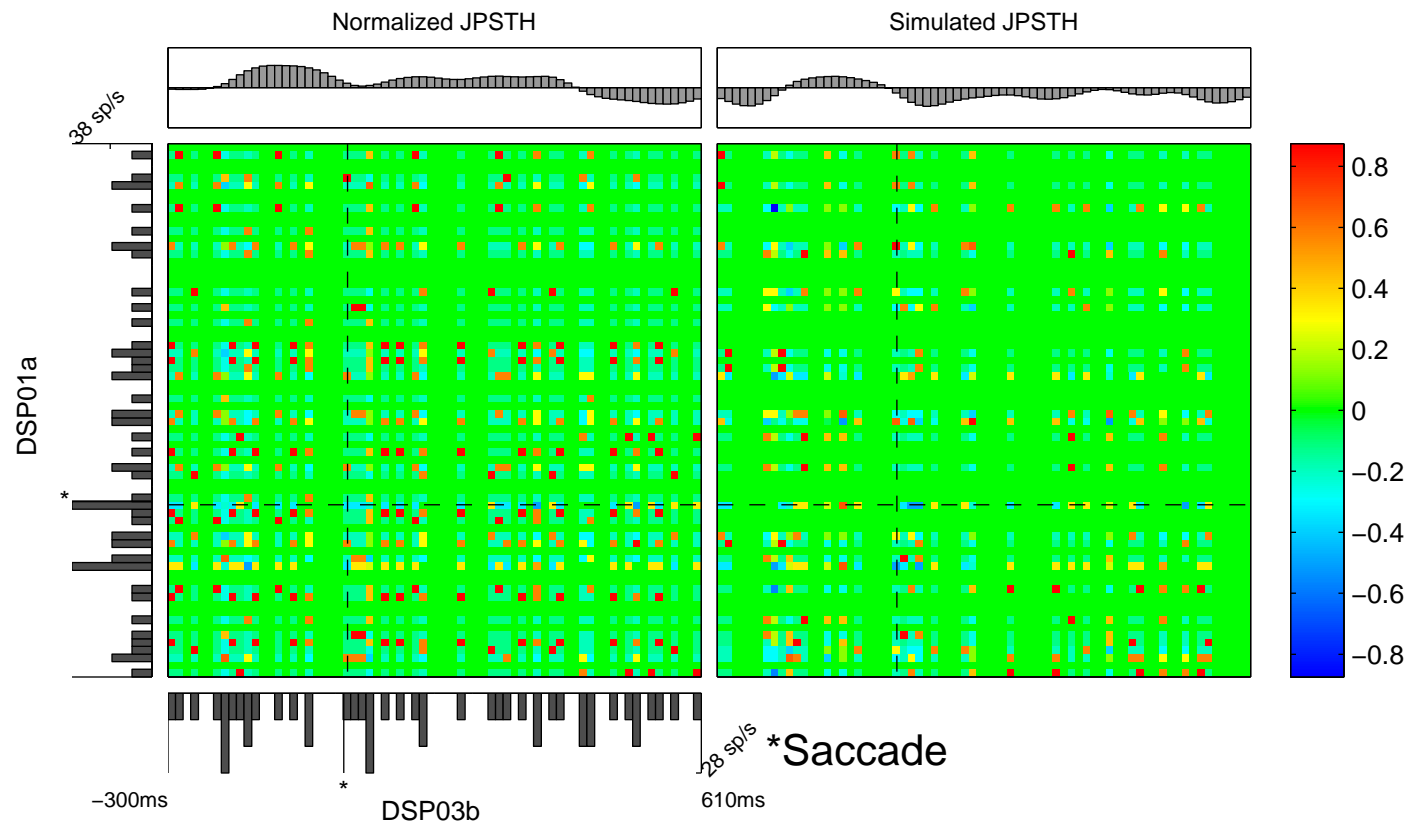 Normalized JPSTH
Simulated JPSTH
38 sp/s
0.8
0.6
0.4
0.2
0
−0.2
−0.4
−0.6
−0.8
DSP01a
*
28 sp/s
*Saccade
*
−300ms
DSP03b
610ms